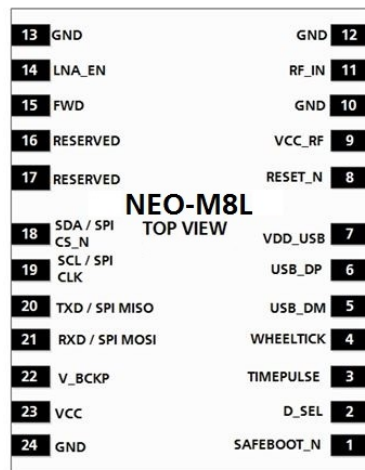 13 GND GND 12
14 LNA_EN RF_IN 11
15 FWD GND 10
16 RESERVED VCC_RF 9
17 RESERVED RESET_N 8
NEO-M8L
TOP VIEW
18 SDA / SPI
CS_N VDD_USB 7
19 SCL / SPI
CLK USB_DP 6
20 TXD / SPI MISO USB_DM 5
21 RXD / SPI MOSI WHEELTICK 4
22 V_BCKP TIMEPULSE 3
23 VCC D_SEL 2
24 GND SAFEBOOT_N 1